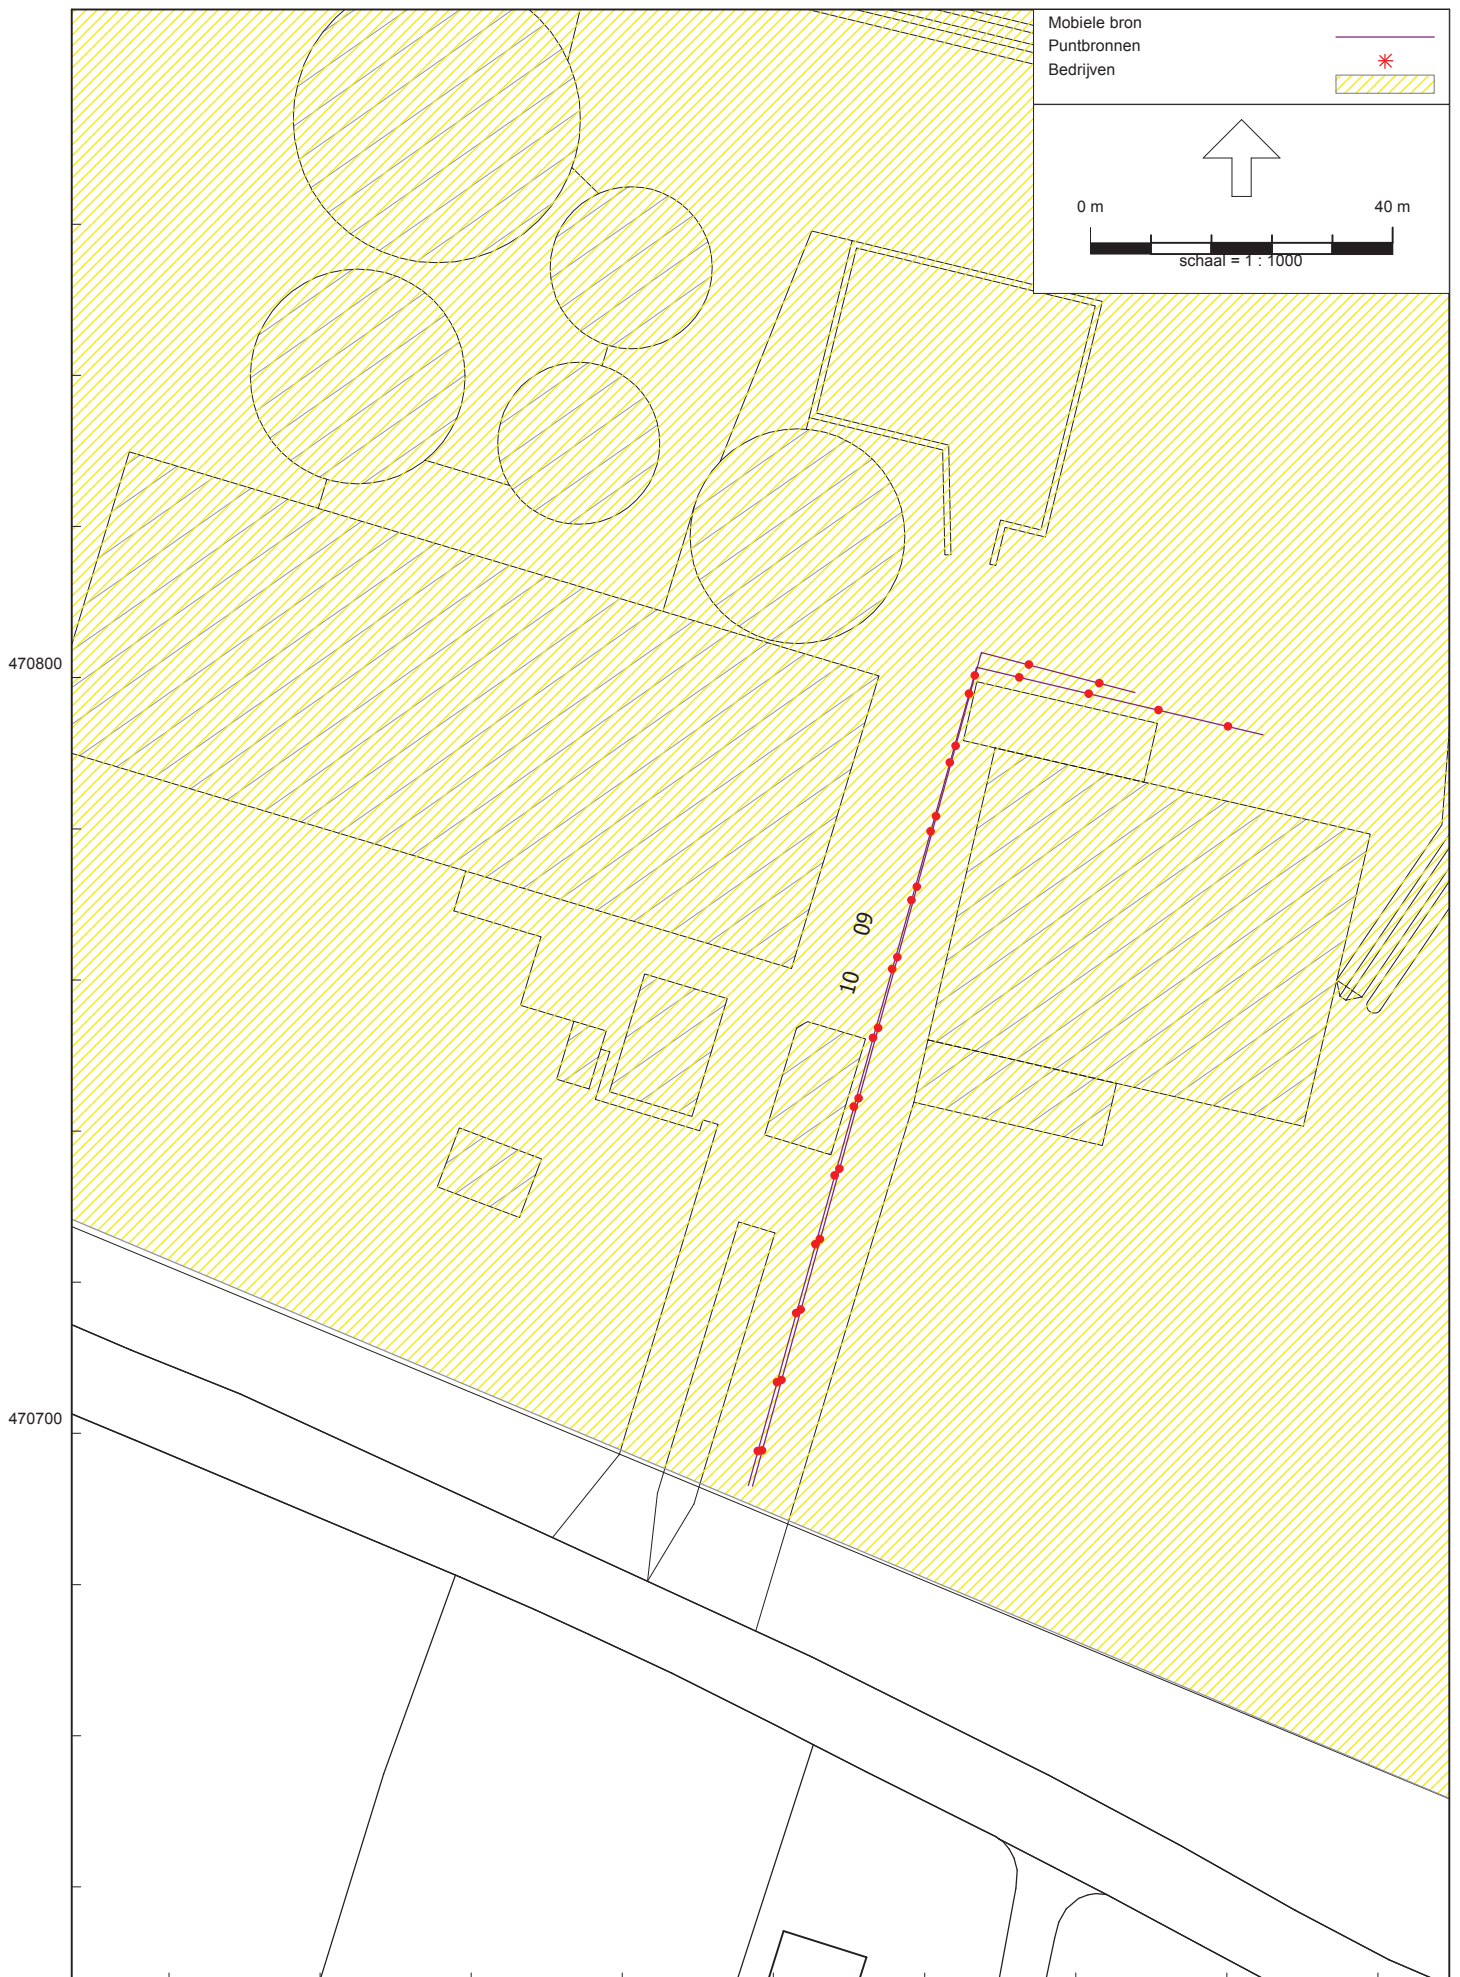 Mobiele bron
Puntbronnen
Bedrijven
0 m 40 m
schaal = 1 : 1000
470800
09
10
470700